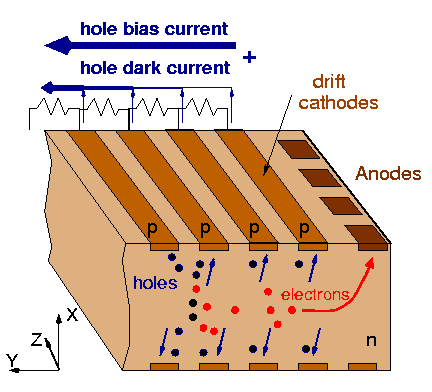 hole bias current
hole dark current
+
drift
cathodes
Anodes
p p p p
holes
electrons
n
X
Z
Y